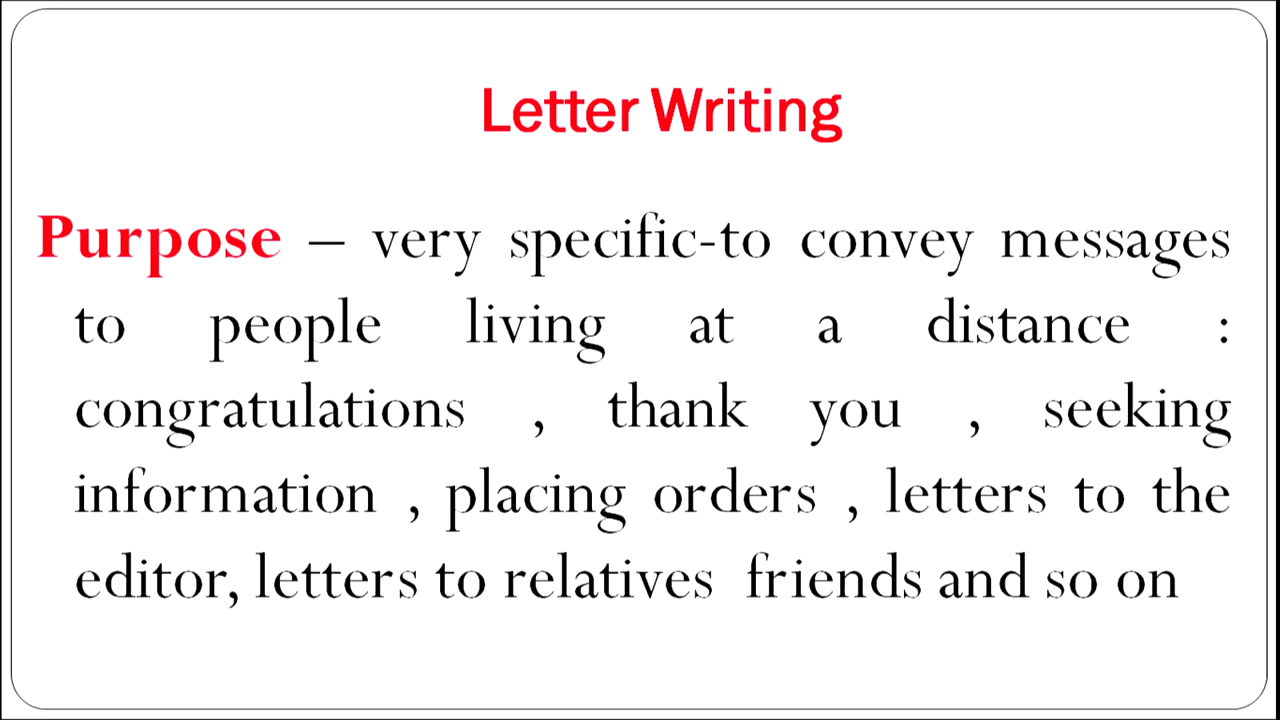 Letter Writing
Purpose – very specific-to convey messages
to people living at a distance :
congratulations , thank you , seeking
information , placing orders , letters to the
editor, letters to relatives  friends and so on